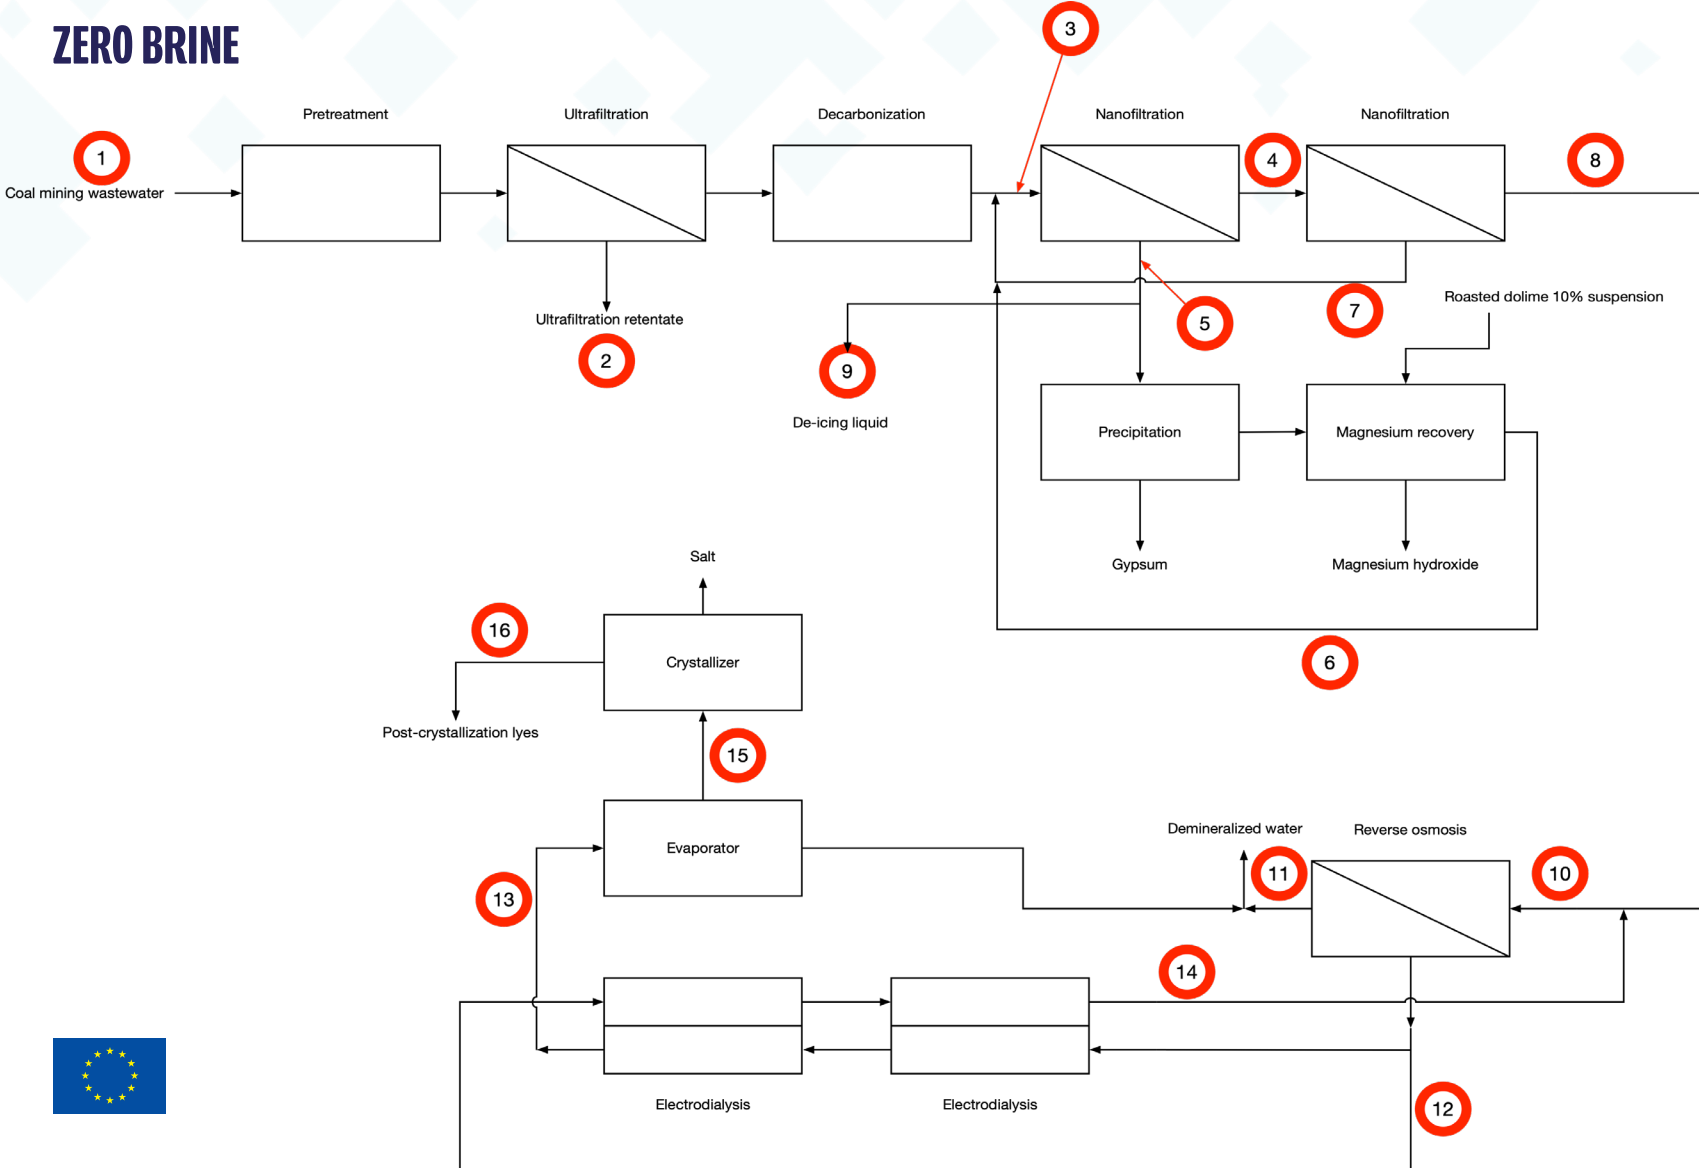 ZERO BRINE
3
Pretreatment
Ultrafiltration
Decarbonization
Nanofiltration
Nanofiltration
1
4
8
Coal mining wastewater
Roasted dolime 10% suspension
7
5
Ultrafiltration retentate
2
9
De-icing liquid
Precipitation
Magnesium recovery
Salt
Gypsum
Magnesium hydroxide
16
Crystallizer
6
Post-crystallization lyes
15
Demineralized water
Reverse osmosis
Evaporator
11
10
13
14
Electrodialysis
Electrodialysis
12